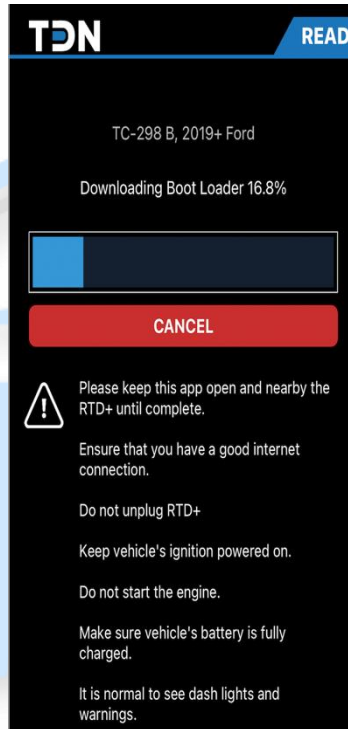 TDN
READ
TC-298 B, 2019+ Ford
Downloading Boot Loader 16.8%
CANCEL
Please keep this app open and nearby the
RTD+ until complete.
Ensure that you have a good internet
connection.
Do not unplug RTD+
Keep vehicle's ignition powered on.
Do not start the engine.
Make sure vehicle's battery is fully
charged.
It is normal to see dash lights and
warnings.